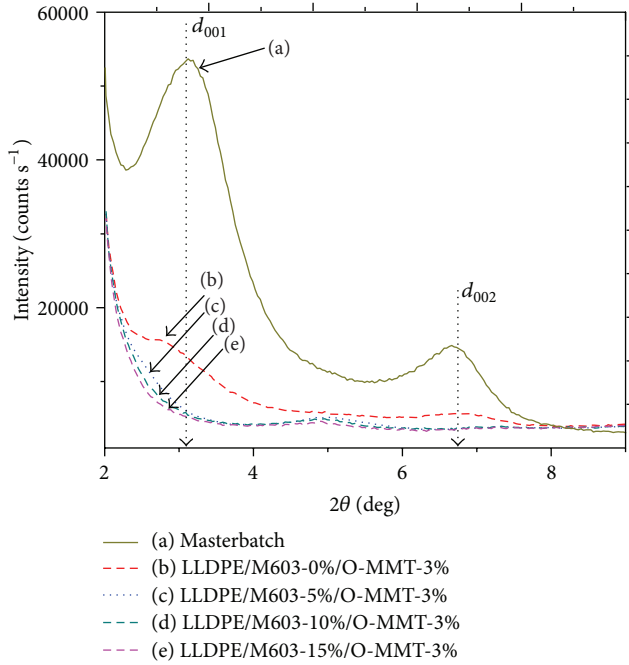 60000
40000
20000
Intensity (counts s⁻¹)
d₀₀₁
(a)
(b)
(c)
(d)
(e)
d₀₀₂
2 4 6 8
2θ (deg)
(a) Masterbatch
(b) LLDPE/M603-0%/O-MMT-3%
(c) LLDPE/M603-5%/O-MMT-3%
(d) LLDPE/M603-10%/O-MMT-3%
(e) LLDPE/M603-15%/O-MMT-3%